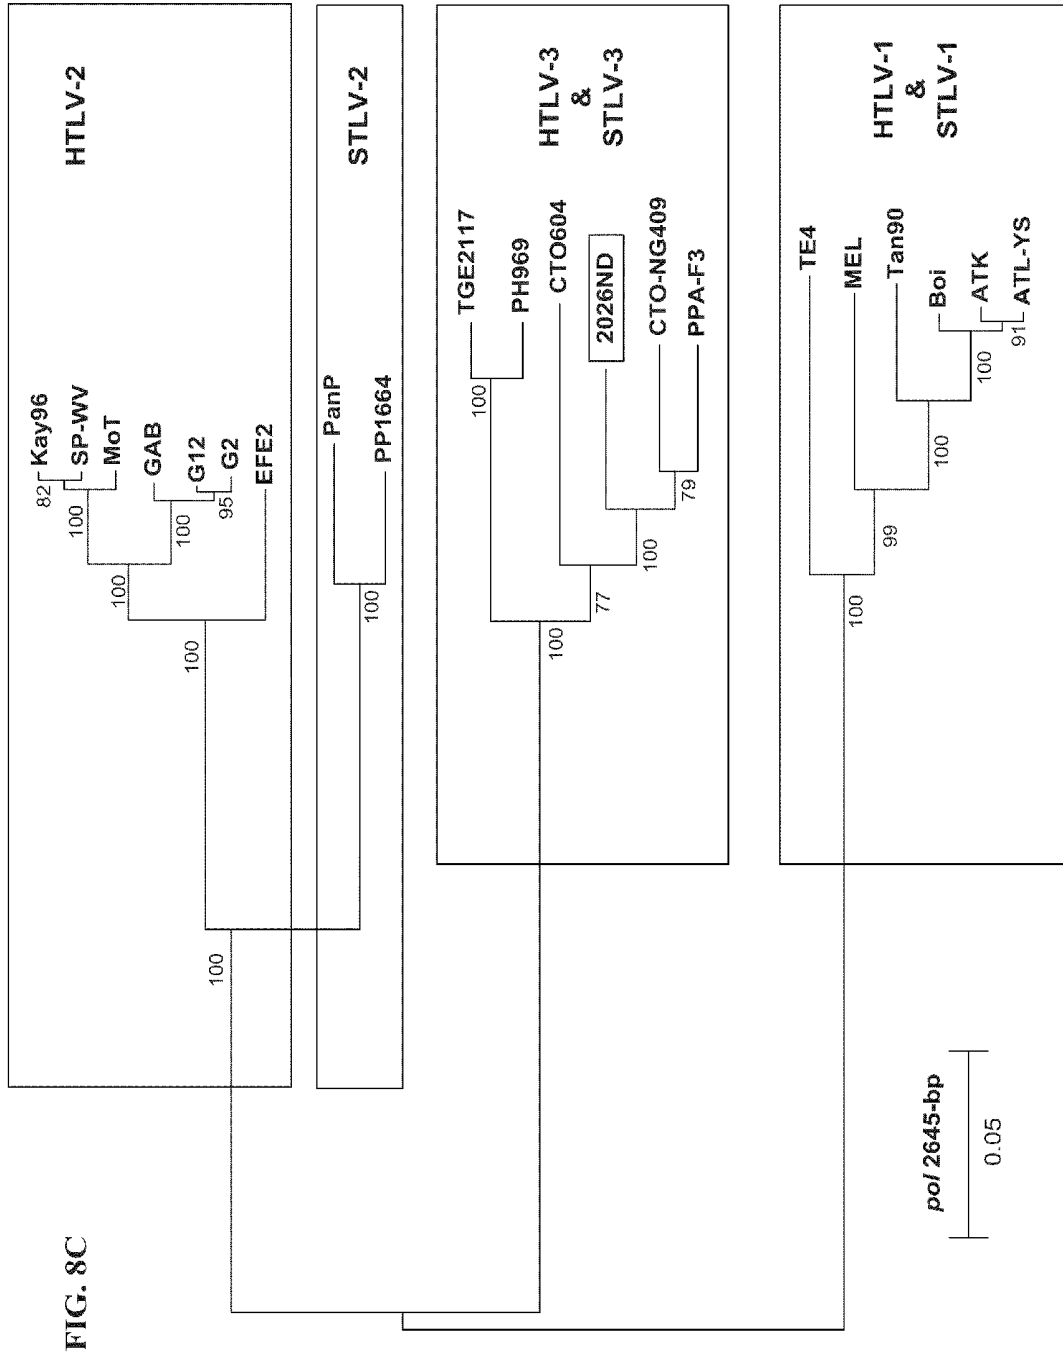 FIG. 8C
Kay96
SP-WV
MoT
GAB
G12
G2
EFE2
82
100
100
100
95
100
100
HTLV-2
PanP
PP1664
100
STLV-2
TGE2117
PH969
CTO604
2026ND
CTO-NG409
PPA-F3
100
79
100
77
100
HTLV-3
&
STLV-3
TE4
MEL
Tan90
Boi
ATK
ATL-YS
91
100
100
99
100
HTLV-1
&
STLV-1
pol 2645-bp
0.05